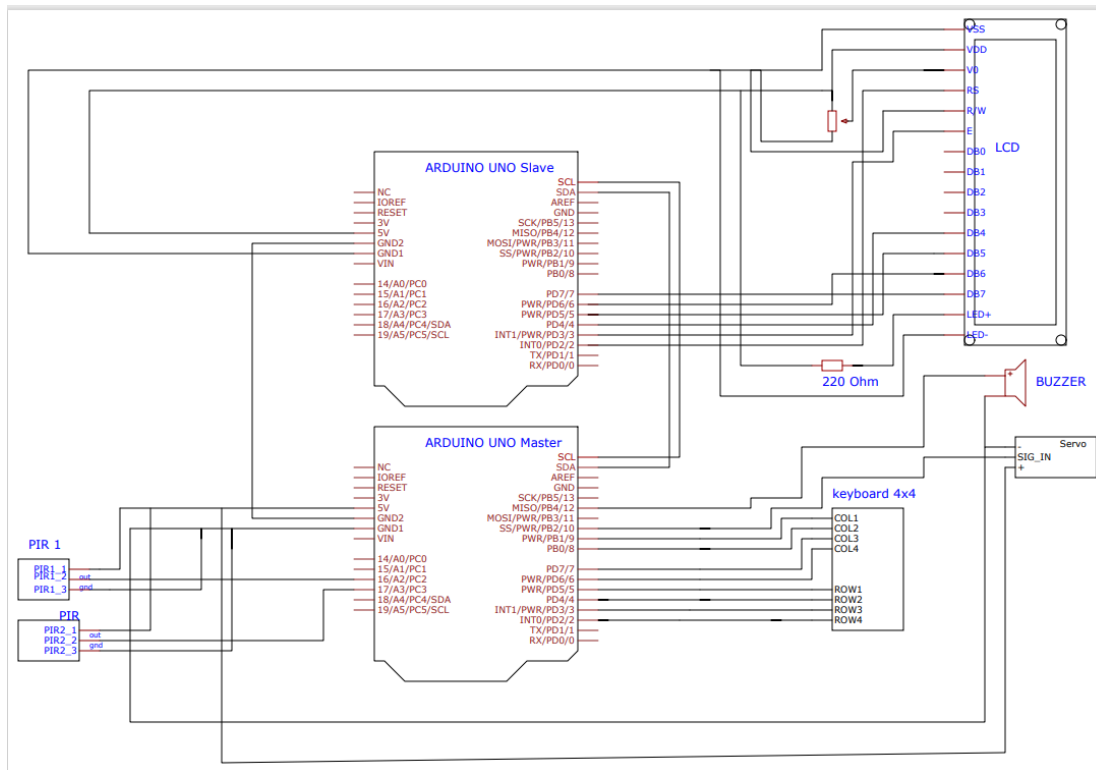 VSS
VDD
V0
RS
R/W
E
DB0
DB1
DB2
DB3
DB4
DB5
DB6
DB7
LED+
LED-
LCD
ARDUINO UNO Slave
NC
IOREF
RESET
3V
5V
GND2
GND1
VIN
14/A0/PC0
15/A1/PC1
16/A2/PC2
17/A3/PC3
18/A4/PC4/SDA
19/A5/PC5/SCL
SCL
SDA
AREF
GND
SCK/PB5/13
MISO/PB4/12
MOSI/PWR/PB3/11
SS/PWR/PB2/10
PWR/PB1/9
PB0/8
PD7/7
PWR/PD6/6
PWR/PD5/5
PD4/4
INT1/PWR/PD3/3
INT0/PD2/2
TX/PD1/1
RX/PD0/0
220 Ohm
BUZZER
+
Servo
-
SIG_IN
+
ARDUINO UNO Master
NC
IOREF
RESET
3V
5V
GND2
GND1
VIN
14/A0/PC0
15/A1/PC1
16/A2/PC2
17/A3/PC3
18/A4/PC4/SDA
19/A5/PC5/SCL
SCL
SDA
AREF
GND
SCK/PB5/13
MISO/PB4/12
MOSI/PWR/PB3/11
SS/PWR/PB2/10
PWR/PB1/9
PB0/8
PD7/7
PWR/PD6/6
PWR/PD5/5
PD4/4
INT1/PWR/PD3/3
INT0/PD2/2
TX/PD1/1
RX/PD0/0
keyboard 4x4
COL1
COL2
COL3
COL4
ROW1
ROW2
ROW3
ROW4
PIR 1
PIR1_1
PIR1_2 out
PIR1_3 gnd
PIR
PIR2_1
PIR2_2 out
PIR2_3 gnd